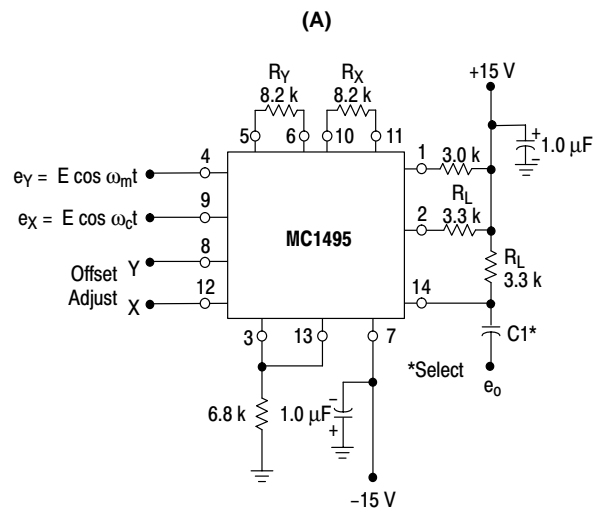 (A)
R_Y
8.2 k
R_X
8.2 k
+15 V
5
6
10
11
+
1.0 μF
–
4
e_Y = E cos ω_mt
1
3.0 k
9
e_X = E cos ω_ct
2
R_L
3.3 k
MC1495
8
Offset Y
Adjust X
12
R_L
3.3 k
14
3
13
7
C1*
*Select
e_o
6.8 k
1.0 μF
–
+
–15 V